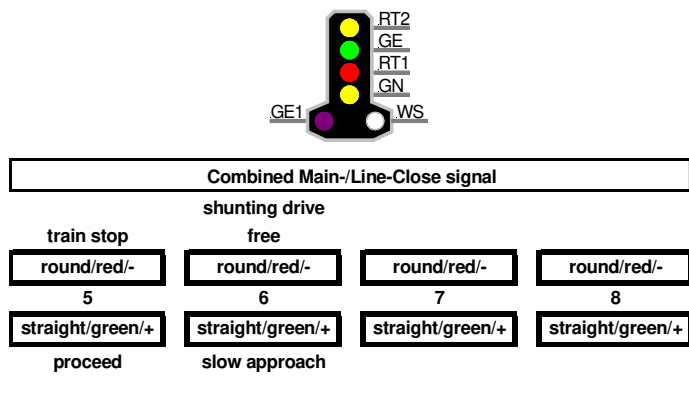 RT2
GE
RT1
GN
GE1 WS
Combined Main-/Line-Close signal
shunting drive
train stop free
round/red/- round/red/- round/red/- round/red/-
5 6 7 8
straight/green/+ straight/green/+ straight/green/+ straight/green/+
proceed slow approach